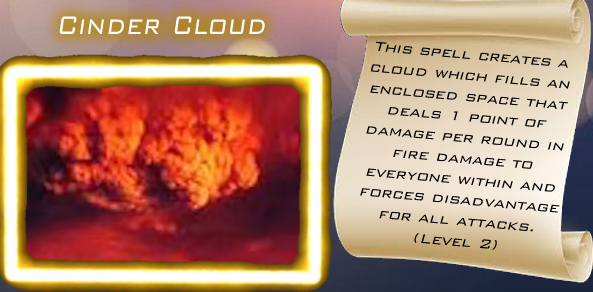 Cinder Cloud
This spell creates a
cloud which fills an
enclosed space that
deals 1 point of
damage per round in
fire damage to
everyone within and
forces disadvantage
for all attacks.
(Level 2)